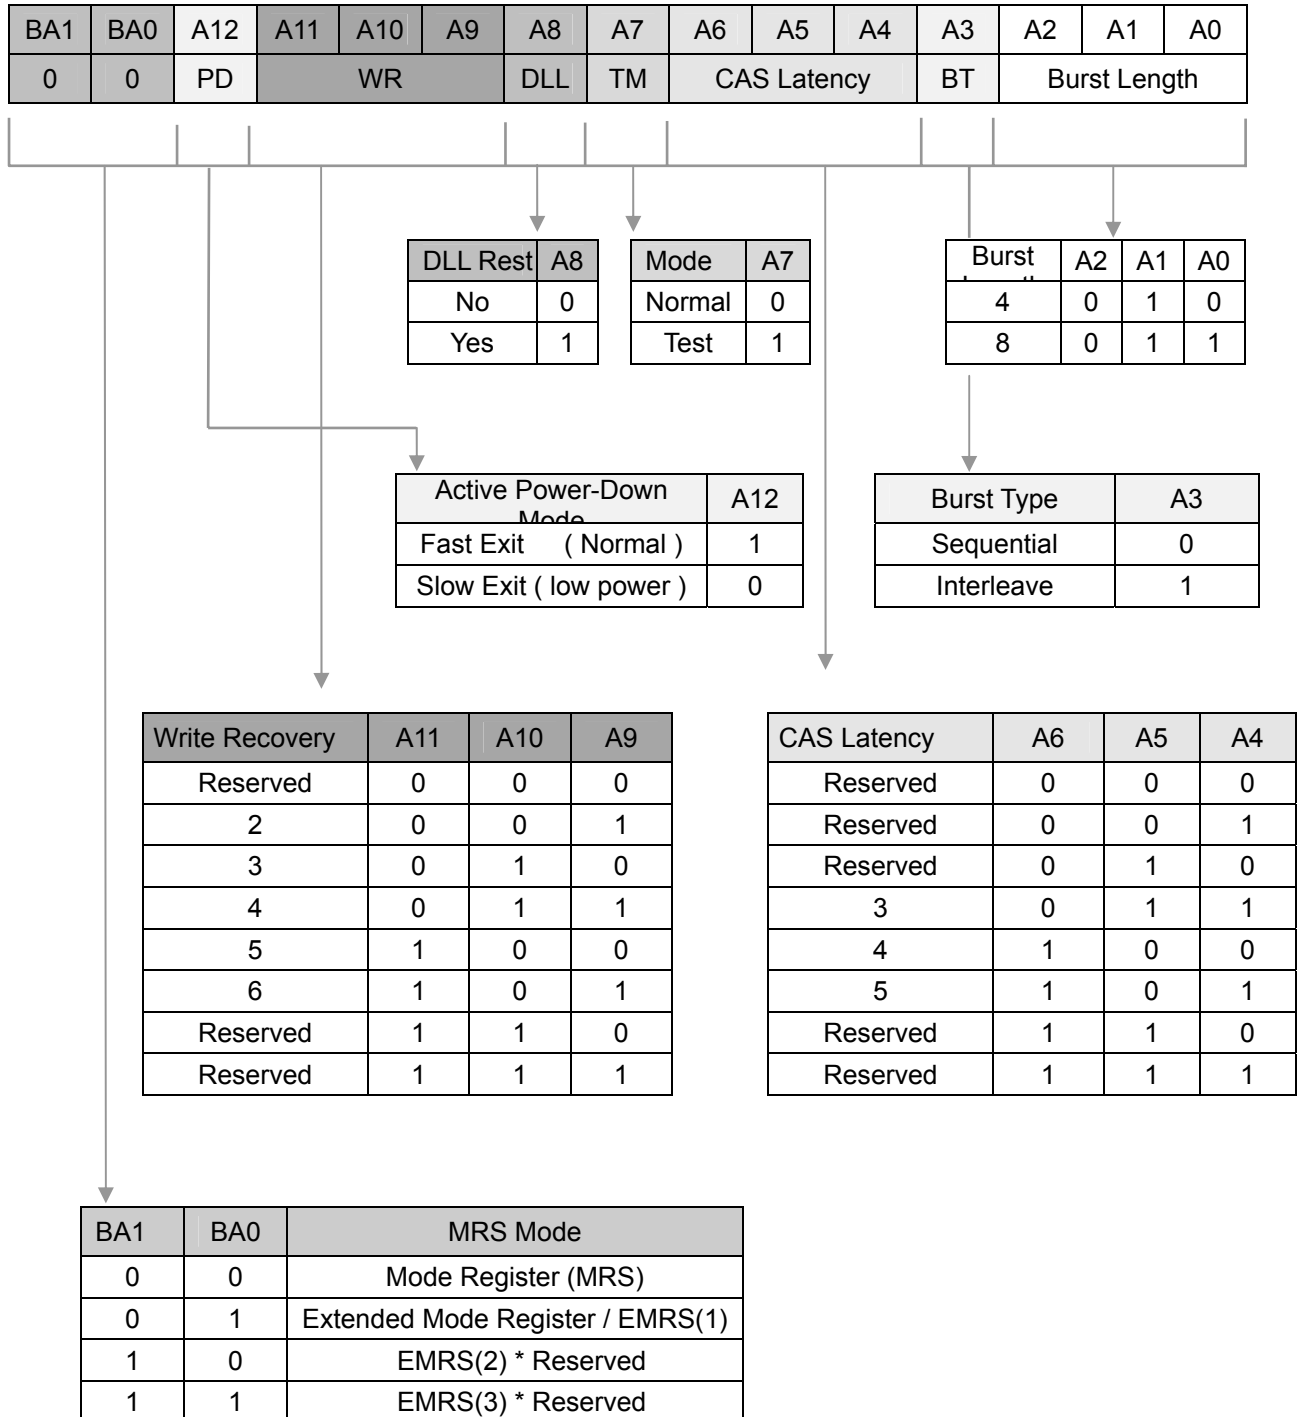 BA1 BA0 A12 A11 A10 A9 A8 A7 A6 A5 A4 A3 A2 A1 A0
0 0 PD WR DLL TM CAS Latency BT Burst Length
DLL Rest A8
No 0
Yes 1
Mode A7
Normal 0
Test 1
Burst A2 A1 A0
4 0 1 0
8 0 1 1
Active Power-Down A12
Mode
Fast Exit ( Normal ) 1
Slow Exit ( low power ) 0
Burst Type A3
Sequential 0
Interleave 1
Write Recovery A11 A10 A9
Reserved 0 0 0
2 0 0 1
3 0 1 0
4 0 1 1
5 1 0 0
6 1 0 1
Reserved 1 1 0
Reserved 1 1 1
CAS Latency A6 A5 A4
Reserved 0 0 0
Reserved 0 0 1
Reserved 0 1 0
3 0 1 1
4 1 0 0
5 1 0 1
Reserved 1 1 0
Reserved 1 1 1
BA1 BA0 MRS Mode
0 0 Mode Register (MRS)
0 1 Extended Mode Register / EMRS(1)
1 0 EMRS(2) * Reserved
1 1 EMRS(3) * Reserved